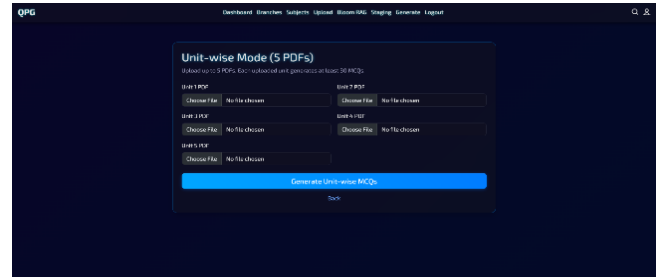 QPG
Dashboard Branches Subjects Upload Bloom RAG Staging Generate Logout
Unit-wise Mode (5 PDFs)
Upload up to 5 PDFs. Each uploaded unit generates at least 30 MCQs.
Unit 1 PDF
Unit 2 PDF
Choose File No file chosen
Choose File No file chosen
Unit 3 PDF
Unit 4 PDF
Choose File No file chosen
Choose File No file chosen
Unit 5 PDF
Choose File No file chosen
Generate Unit-wise MCQs
Back